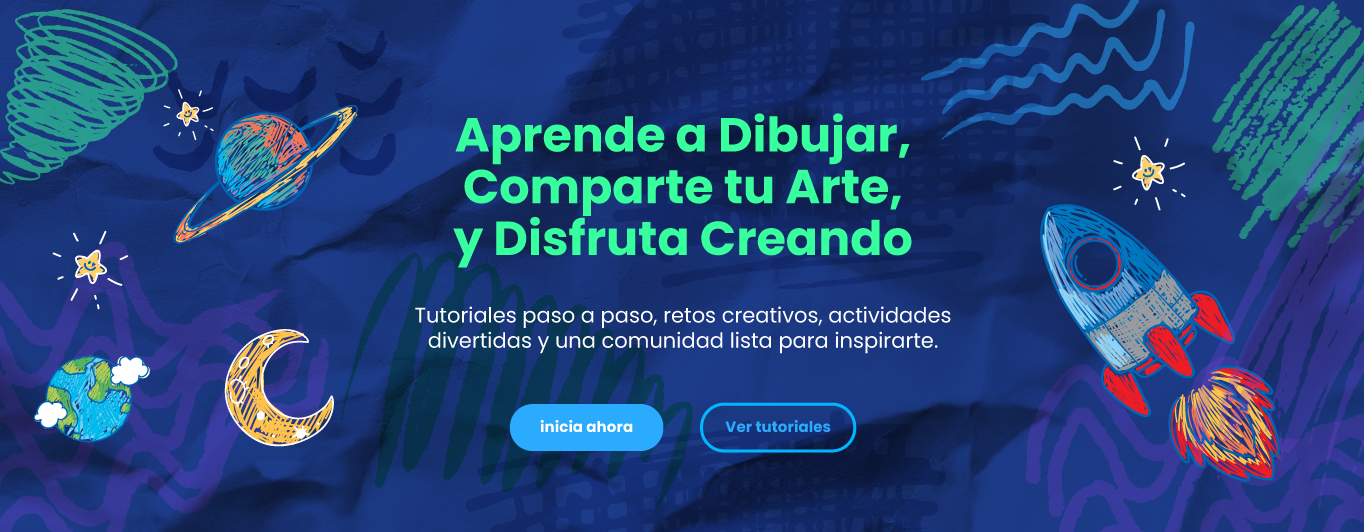 Aprende a Dibujar,
Comparte tu Arte,
y Disfruta Creando
Tutoriales paso a paso, retos creativos, actividades
divertidas y una comunidad lista para inspirarte.
inicia ahora
Ver tutoriales